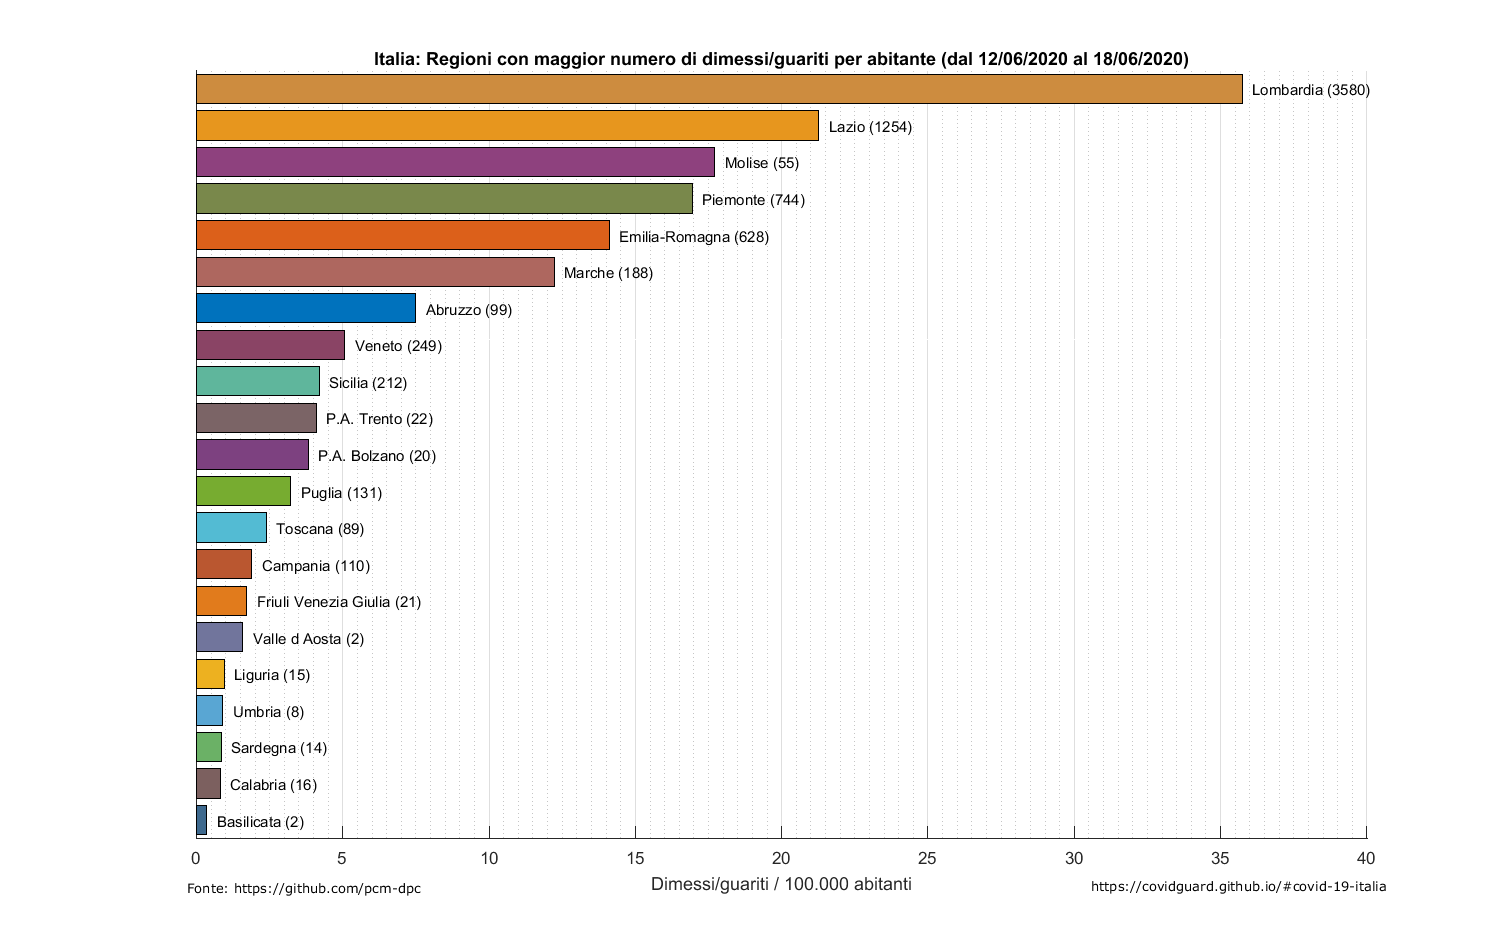 Italia: Regioni con maggior numero di dimessi/guariti per abitante (dal 12/06/2020 al 18/06/2020)
Lombardia (3580)
Lazio (1254)
Molise (55)
Piemonte (744)
Emilia-Romagna (628)
Marche (188)
Abruzzo (99)
Veneto (249)
Sicilia (212)
P.A. Trento (22)
P.A. Bolzano (20)
Puglia (131)
Toscana (89)
Campania (110)
Friuli Venezia Giulia (21)
Valle d Aosta (2)
Liguria (15)
Umbria (8)
Sardegna (14)
Calabria (16)
Basilicata (2)
0 5 10 15 20 25 30 35 40
Dimessi/guariti / 100.000 abitanti
Fonte: https://github.com/pcm-dpc
https://covidguard.github.io/#covid-19-italia